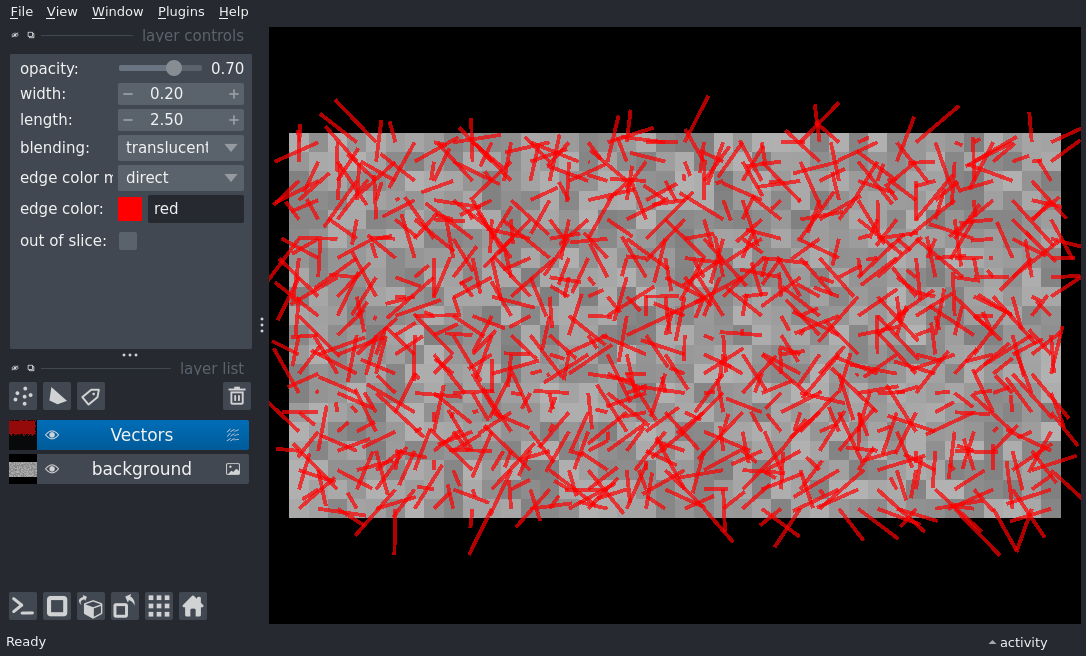 File View Window Plugins Help
layer controls
opacity: 0.70
width: 0.20
length: 2.50
blending: translucent
edge color m direct
edge color: red
out of slice:
layer list
Vectors
background
Ready activity